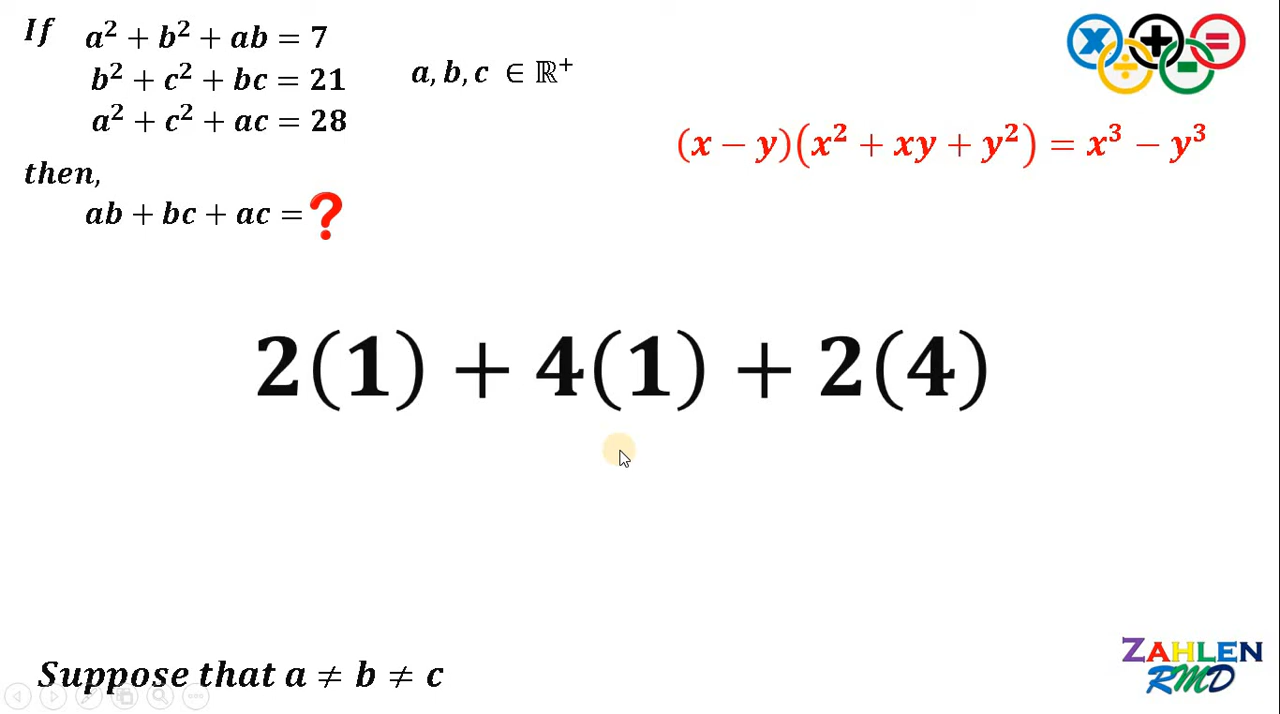 If a² + b² + ab = 7
b² + c² + bc = 21
a² + c² + ac = 28
a, b, c ∈ ℝ⁺
(x − y)(x² + xy + y²) = x³ − y³
then,
ab + bc + ac = ?
2(1) + 4(1) + 2(4)
Suppose that a ≠ b ≠ c
× + =
÷ -
ZAHLEN
RMD